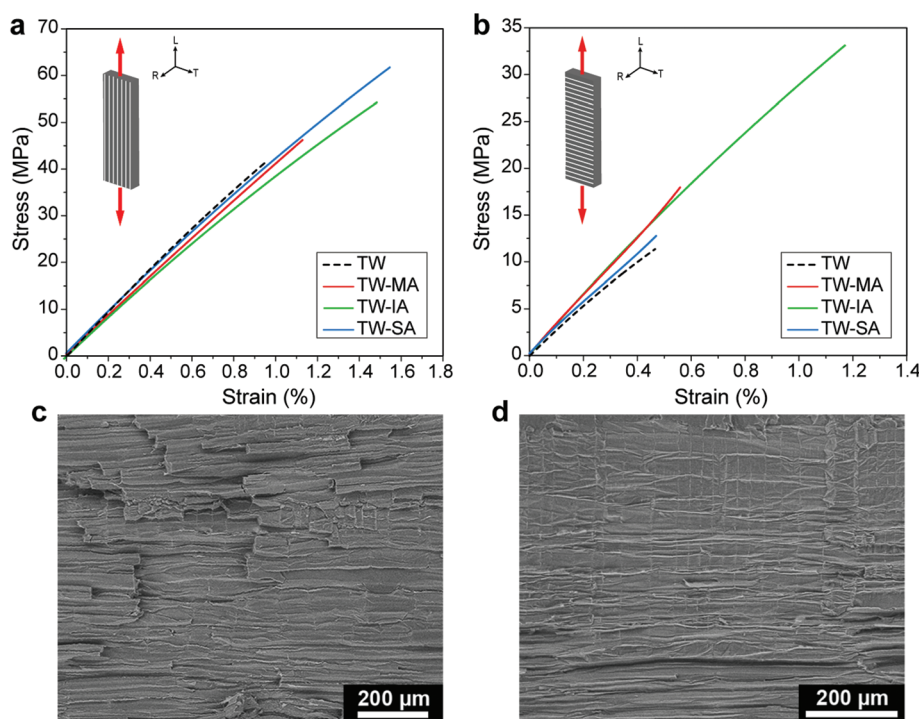 a
70
60
50
40
30
20
10
0
Stress (MPa)
L
R
T
TW
TW-MA
TW-IA
TW-SA
0.0 0.2 0.4 0.6 0.8 1.0 1.2 1.4 1.6 1.8
Strain (%)
b
35
30
25
20
15
10
5
0
Stress (MPa)
L
R
T
TW
TW-MA
TW-IA
TW-SA
0.0 0.2 0.4 0.6 0.8 1.0 1.2 1.4
Strain (%)
c
200 µm
d
200 µm